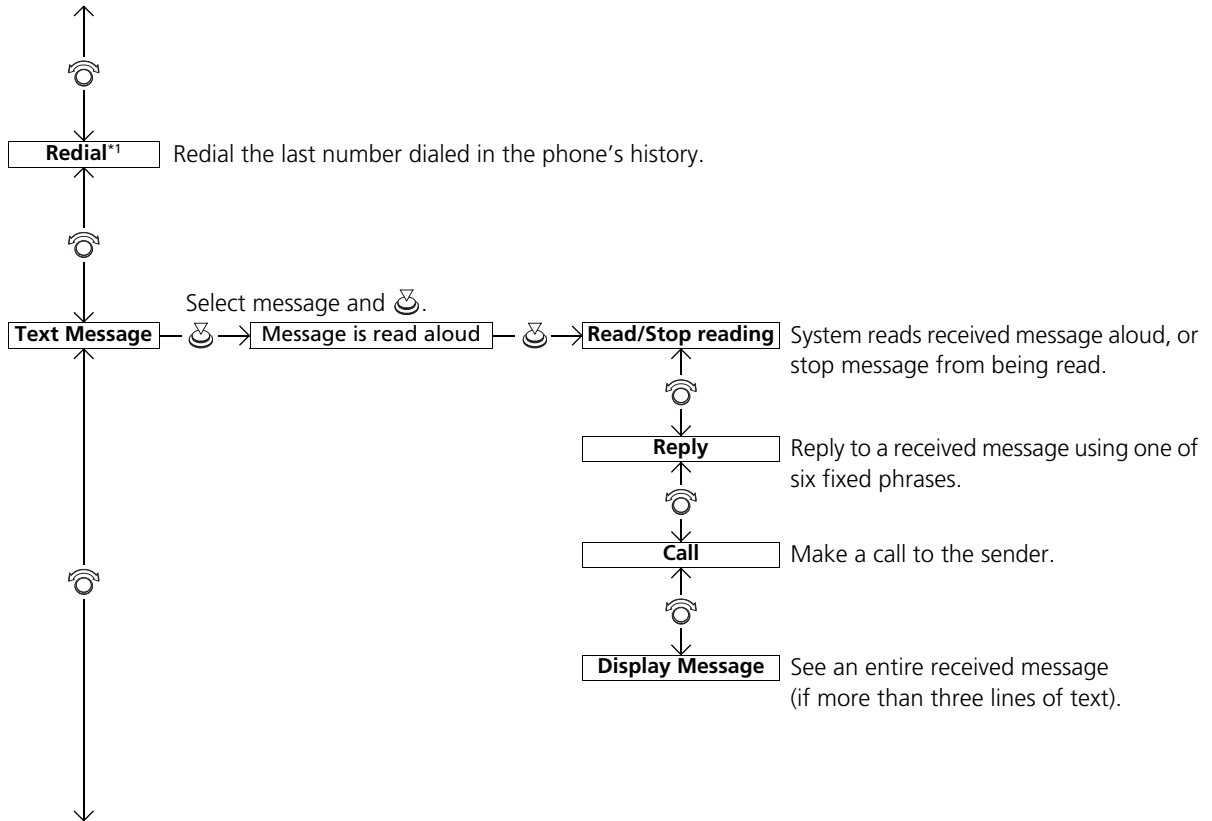 Redial*1 Redial the last number dialed in the phone's history.
Select message and .
Text Message Message is read aloud Read/Stop reading System reads received message aloud, or
stop message from being read.
Reply Reply to a received message using one of
six fixed phrases.
Call Make a call to the sender.
Display Message See an entire received message
(if more than three lines of text).